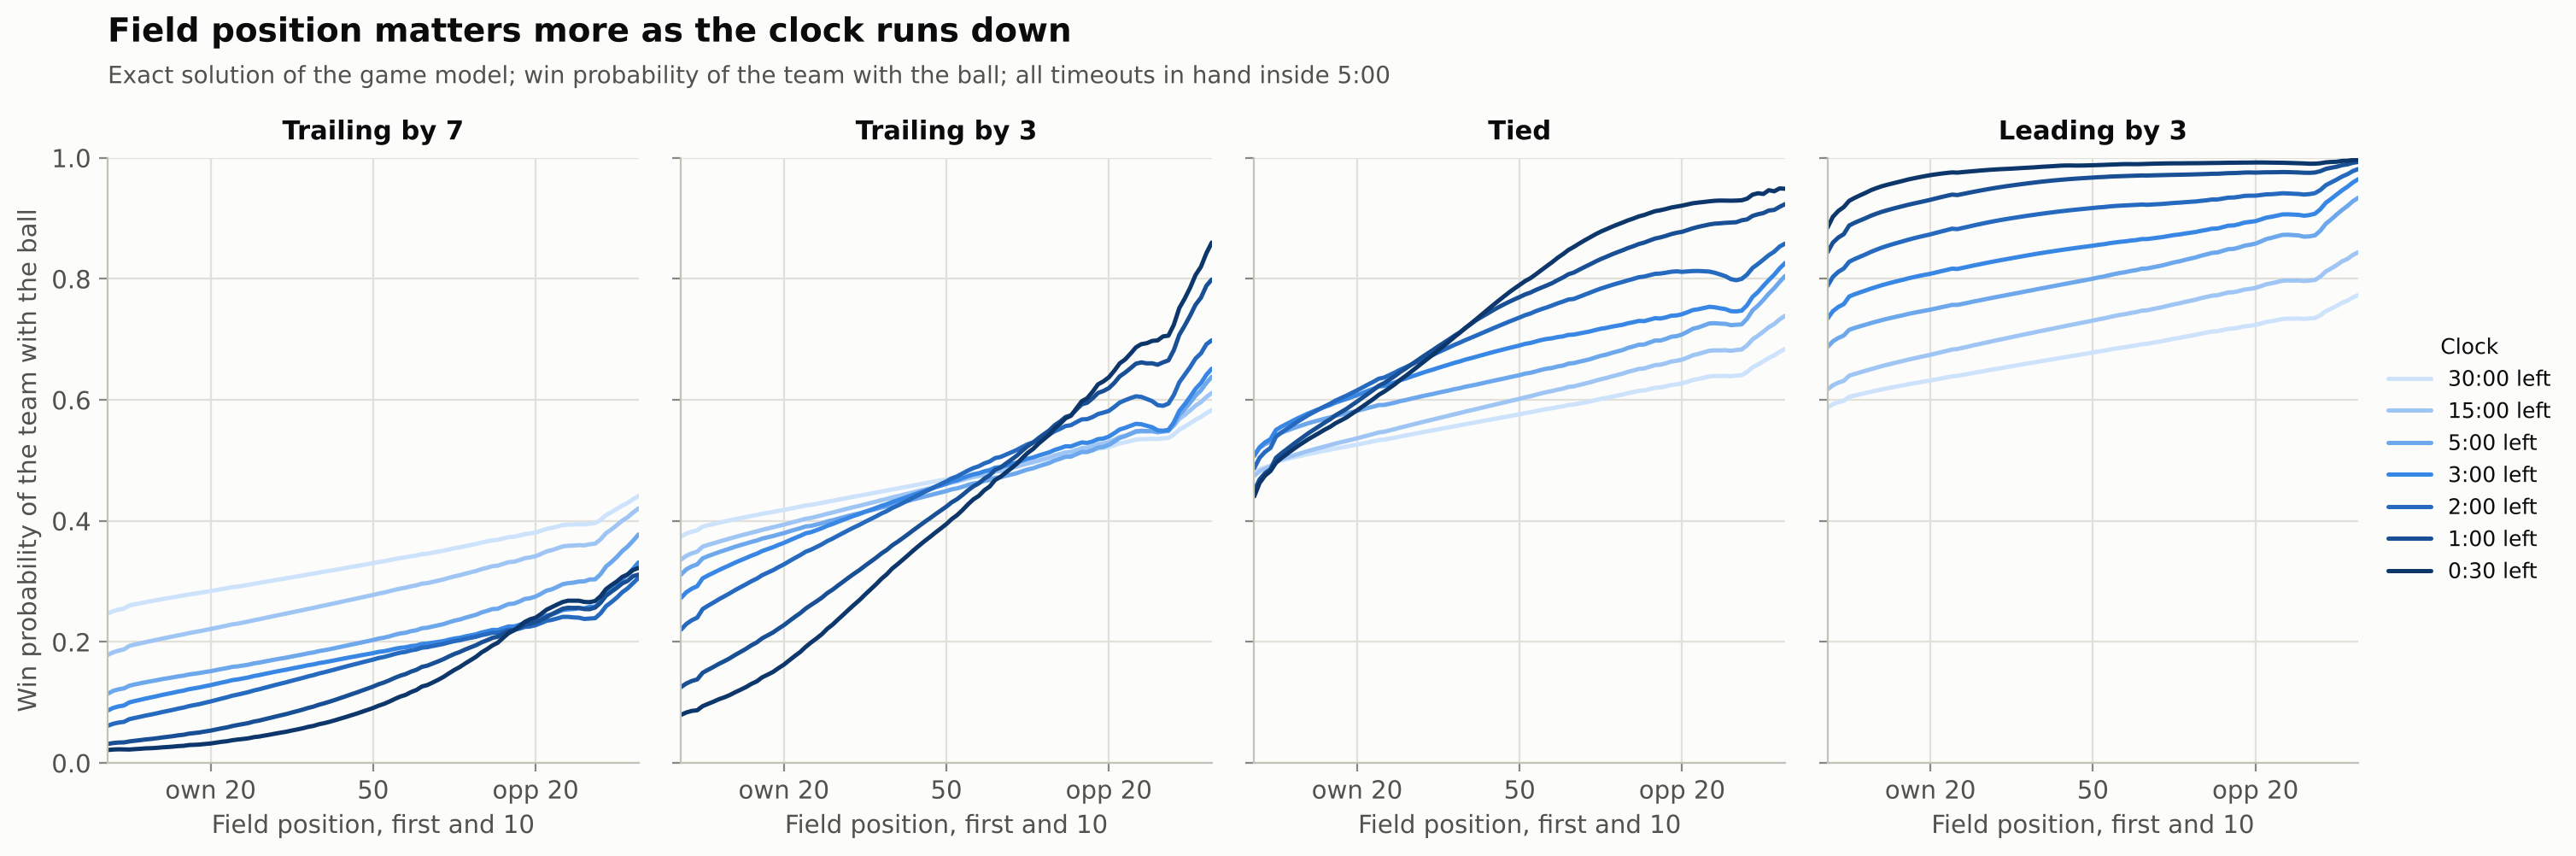 Field position matters more as the clock runs down
Exact solution of the game model; win probability of the team with the ball; all timeouts in hand inside 5:00
Trailing by 7
Trailing by 3
Tied
Leading by 3
Win probability of the team with the ball
1.0
0.8
0.6
0.4
0.2
0.0
own 20 50 opp 20
Field position, first and 10
own 20 50 opp 20
Field position, first and 10
own 20 50 opp 20
Field position, first and 10
own 20 50 opp 20
Field position, first and 10
Clock
30:00 left
15:00 left
5:00 left
3:00 left
2:00 left
1:00 left
0:30 left